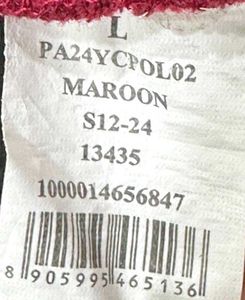 L
PA24YCPOL02
MAROON
S12-24
13435
1000014656847
8 905995 465136